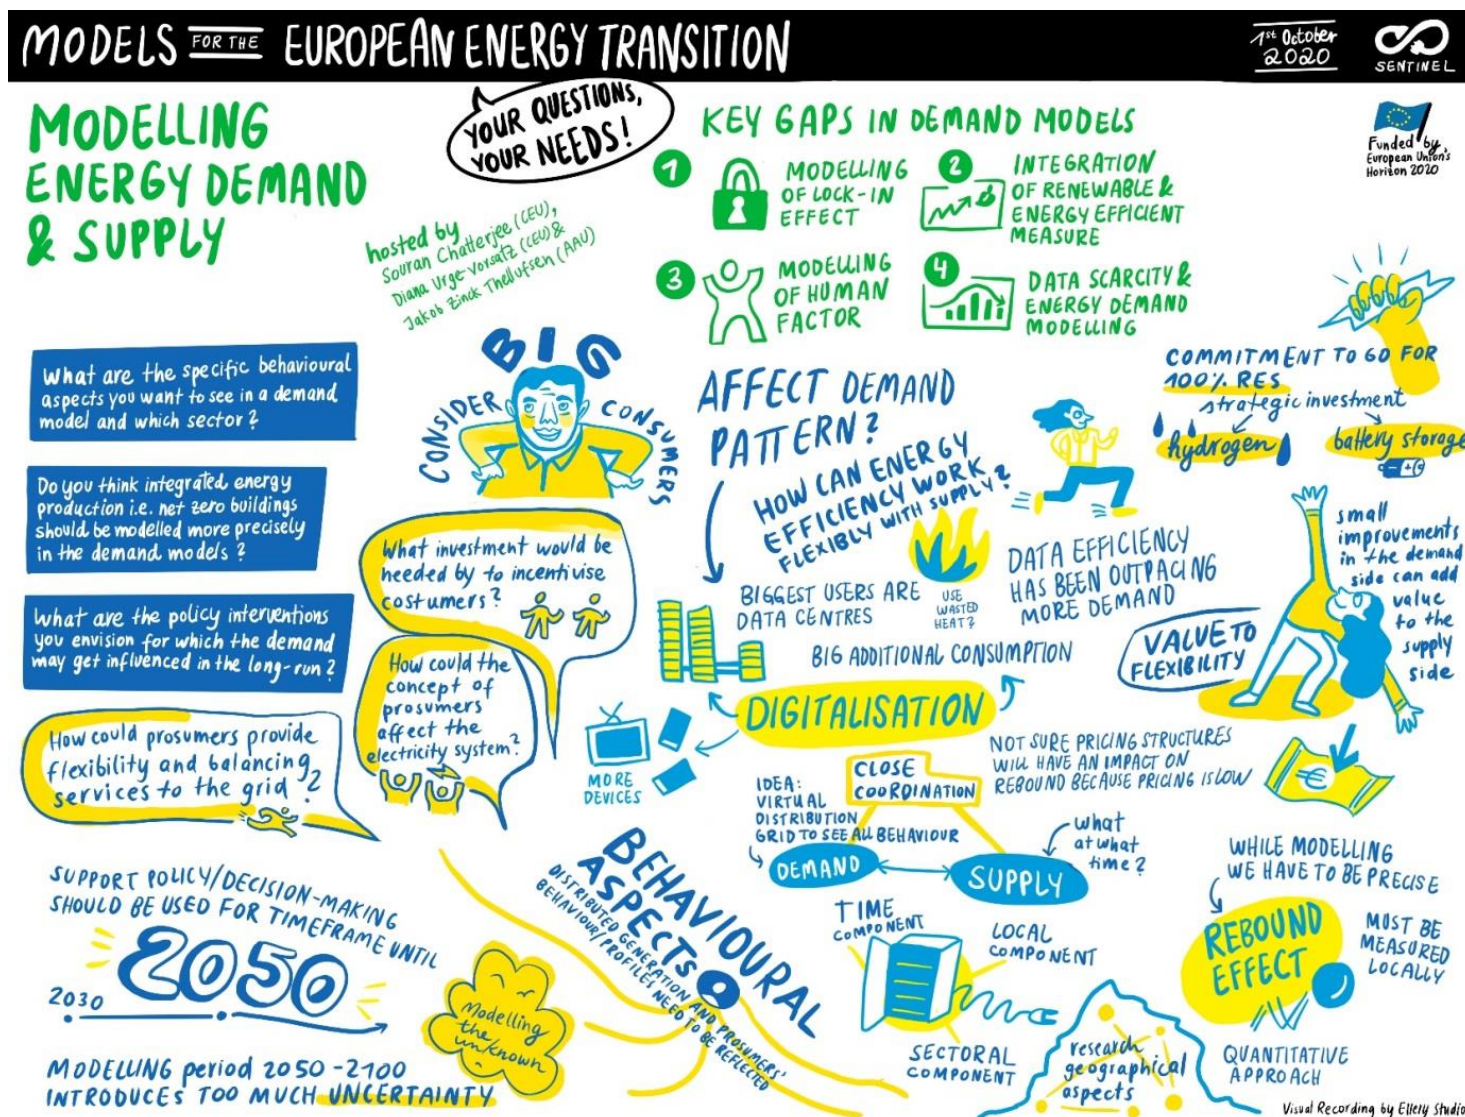 MODELS FOR THE EUROPEAN ENERGY TRANSITION
1st October
2020
SENTINEL
MODELLING
ENERGY DEMAND
& SUPPLY
YOUR QUESTIONS,
YOUR NEEDS!
hosted by
Souran Chatterjee (CEU),
Diana Urge-Vorsatz (CEU) &
Jakob Zinck Thellufsen (AAU)
KEY GAPS IN DEMAND MODELS
1
MODELLING
OF LOCK-IN
EFFECT
2
INTEGRATION
OF RENEWABLE &
ENERGY EFFICIENT
MEASURE
3
MODELLING
OF HUMAN
FACTOR
4
DATA SCARCITY &
ENERGY DEMAND
MODELLING
Funded by
European Union's
Horizon 2020
What are the specific behavioural
aspects you want to see in a demand
model and which sector?
Do you think integrated energy
production i.e. net zero buildings
should be modelled more precisely
in the demand models?
What are the policy interventions
you envision for which the demand
may get influenced in the long-run?
How could prosumers provide
flexibility and balancing
services to the grid?
CONSIDER BIG CONSUMERS
What investment would be
needed by to incentivise
costumers?
How could the
concept of
prosumers
affect the
electricity system?
AFFECT DEMAND
PATTERN?
HOW CAN ENERGY
EFFICIENCY WORK
FLEXIBLY WITH SUPPLY?
BIGGEST USERS ARE
DATA CENTRES
USE
WASTED
HEAT?
DATA EFFICIENCY
HAS BEEN OUTPACING
MORE DEMAND
BIG ADDITIONAL CONSUMPTION
DIGITALISATION
MORE
DEVICES
COMMITMENT TO GO FOR
100% RES
strategic investment
hydrogen
battery storage
- +
small
improvements
in the demand
side can add
value
to the
supply
side
VALUE TO
FLEXIBILITY
NOT SURE PRICING STRUCTURES
WILL HAVE AN IMPACT ON
REBOUND BECAUSE PRICING IS LOW
€
IDEA:
VIRTUAL
DISTRIBUTION
GRID TO SEE ALL BEHAVIOUR
CLOSE
COORDINATION
DEMAND
SUPPLY
what
at what
time?
TIME
COMPONENT
LOCAL
COMPONENT
SECTORAL
COMPONENT
research
geographical
aspects
WHILE MODELLING
WE HAVE TO BE PRECISE
REBOUND
EFFECT
MUST BE
MEASURED
LOCALLY
QUANTITATIVE
APPROACH
BEHAVIOURAL
ASPECTS
DISTRIBUTED GENERATION AND PROSUMERS'
BEHAVIOUR/PROFILES NEED TO BE REFLECTED
SUPPORT POLICY/DECISION-MAKING
SHOULD BE USED FOR TIMEFRAME UNTIL
2050
2030
Modelling
the
unknown
MODELLING period 2050-2100
INTRODUCES TOO MUCH UNCERTAINTY
Visual Recording by Ellery Studio